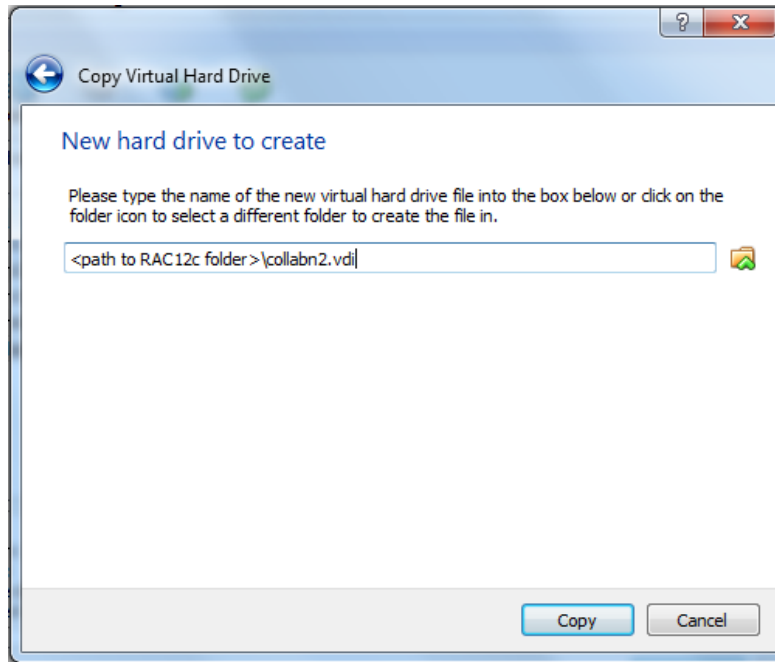 Copy Virtual Hard Drive
New hard drive to create
Please type the name of the new virtual hard drive file into the box below or click on the
folder icon to select a different folder to create the file in.
<path to RAC12c folder>\collabn2.vdi
Copy Cancel